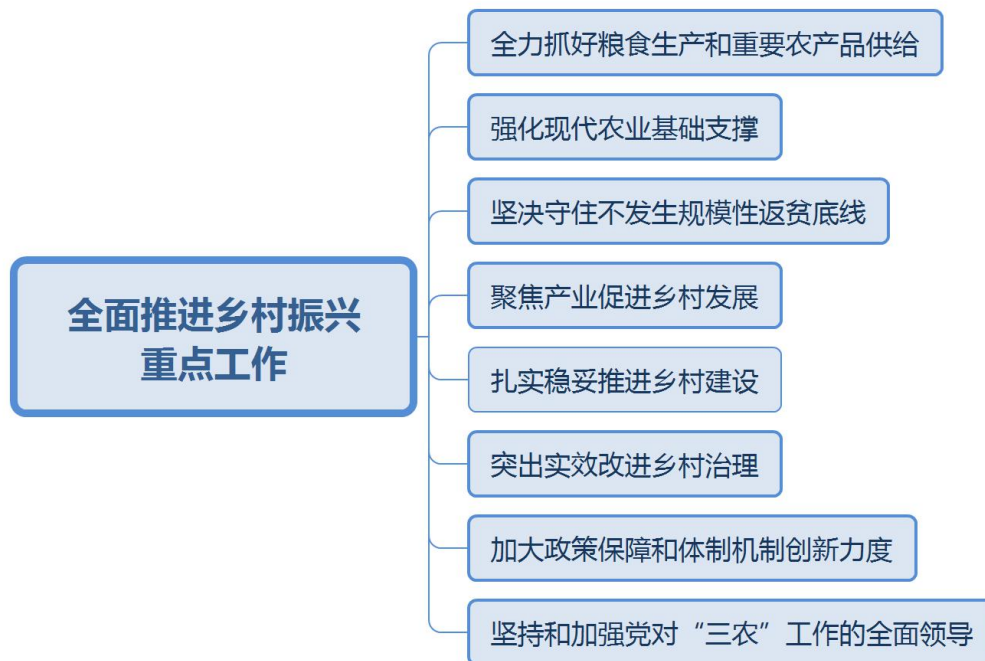 全面推进乡村振兴
重点工作
全力抓好粮食生产和重要农产品供给
强化现代农业基础支撑
坚决守住不发生规模性返贫底线
聚焦产业促进乡村发展
扎实稳妥推进乡村建设
突出实效改进乡村治理
加大政策保障和体制机制创新力度
坚持和加强党对“三农”工作的全面领导